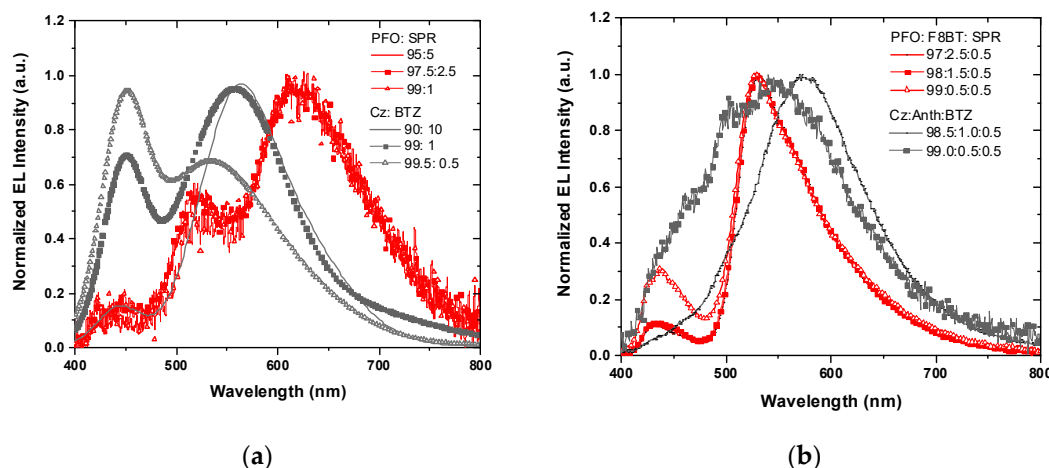 1.2
1.0
0.8
0.6
0.4
0.2
0.0
Normalized EL Intensity (a.u.)
PFO: SPR
95:5
97.5:2.5
99:1
Cz: BTZ
90: 10
99: 1
99.5: 0.5
400 500 600 700 800
Wavelength (nm)
(a)
1.2
1.0
0.8
0.6
0.4
0.2
0.0
Normalized EL Intensity (a.u.)
PFO: F8BT: SPR
97:2.5:0.5
98:1.5:0.5
99:0.5:0.5
Cz:Anth:BTZ
98.5:1.0:0.5
99.0:0.5:0.5
400 500 600 700 800
Wavelength (nm)
(b)